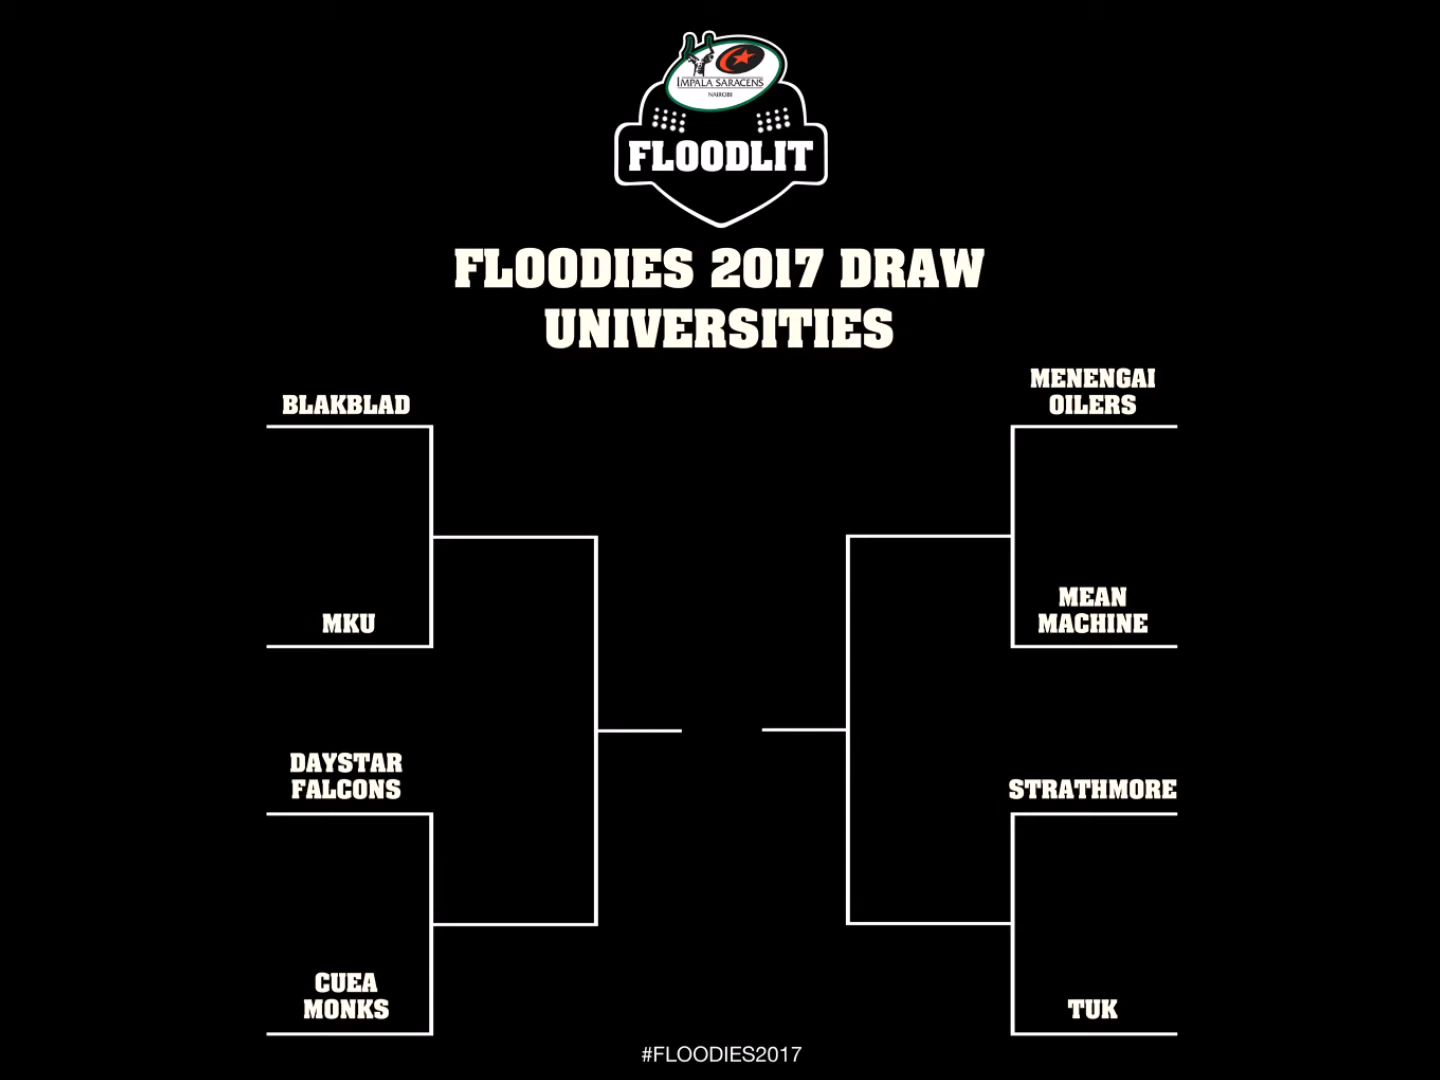 IMPALA SARACENS
NAIROBI
FLOODLIT
FLOODIES 2017 DRAW
UNIVERSITIES
BLAKBLAD
MKU
DAYSTAR
FALCONS
CUEA
MONKS
MENENGAI
OILERS
MEAN
MACHINE
STRATHMORE
TUK
#FLOODIES2017